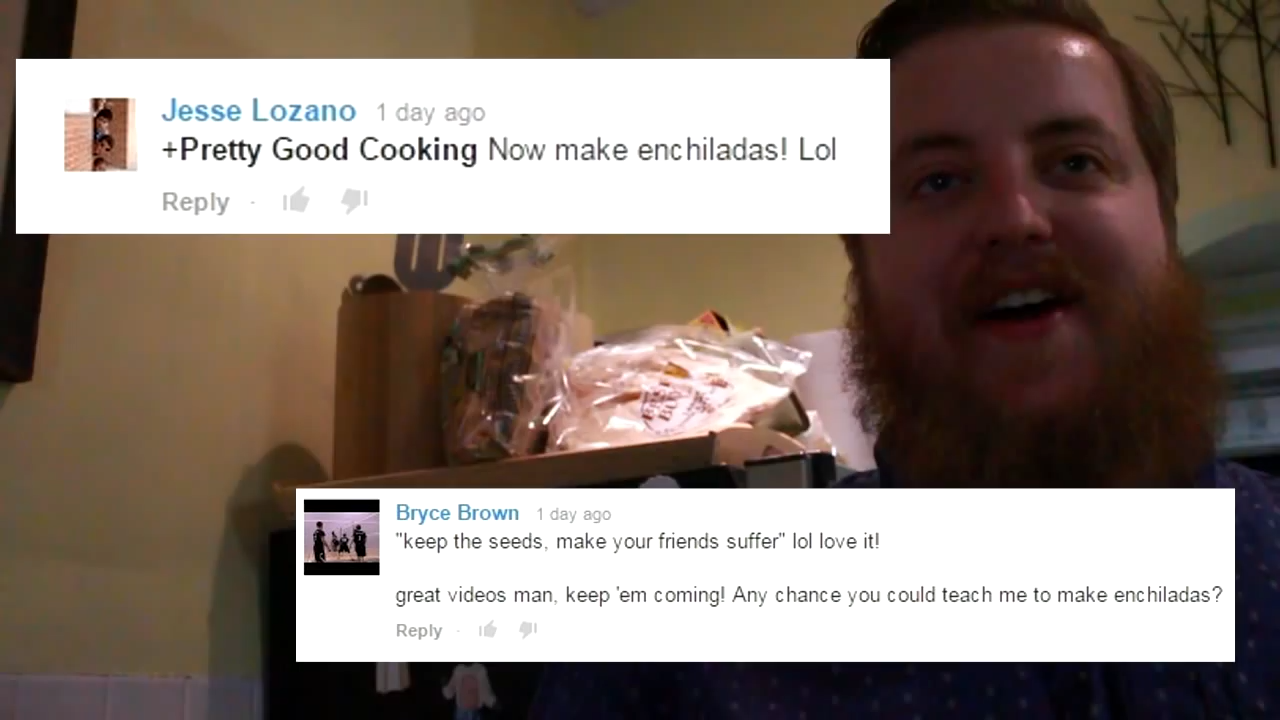 Jesse Lozano 1 day ago
+Pretty Good Cooking Now make enchiladas! Lol
Reply ·
Bryce Brown 1 day ago
"keep the seeds, make your friends suffer" lol love it!
great videos man, keep 'em coming! Any chance you could teach me to make enchiladas?
Reply ·